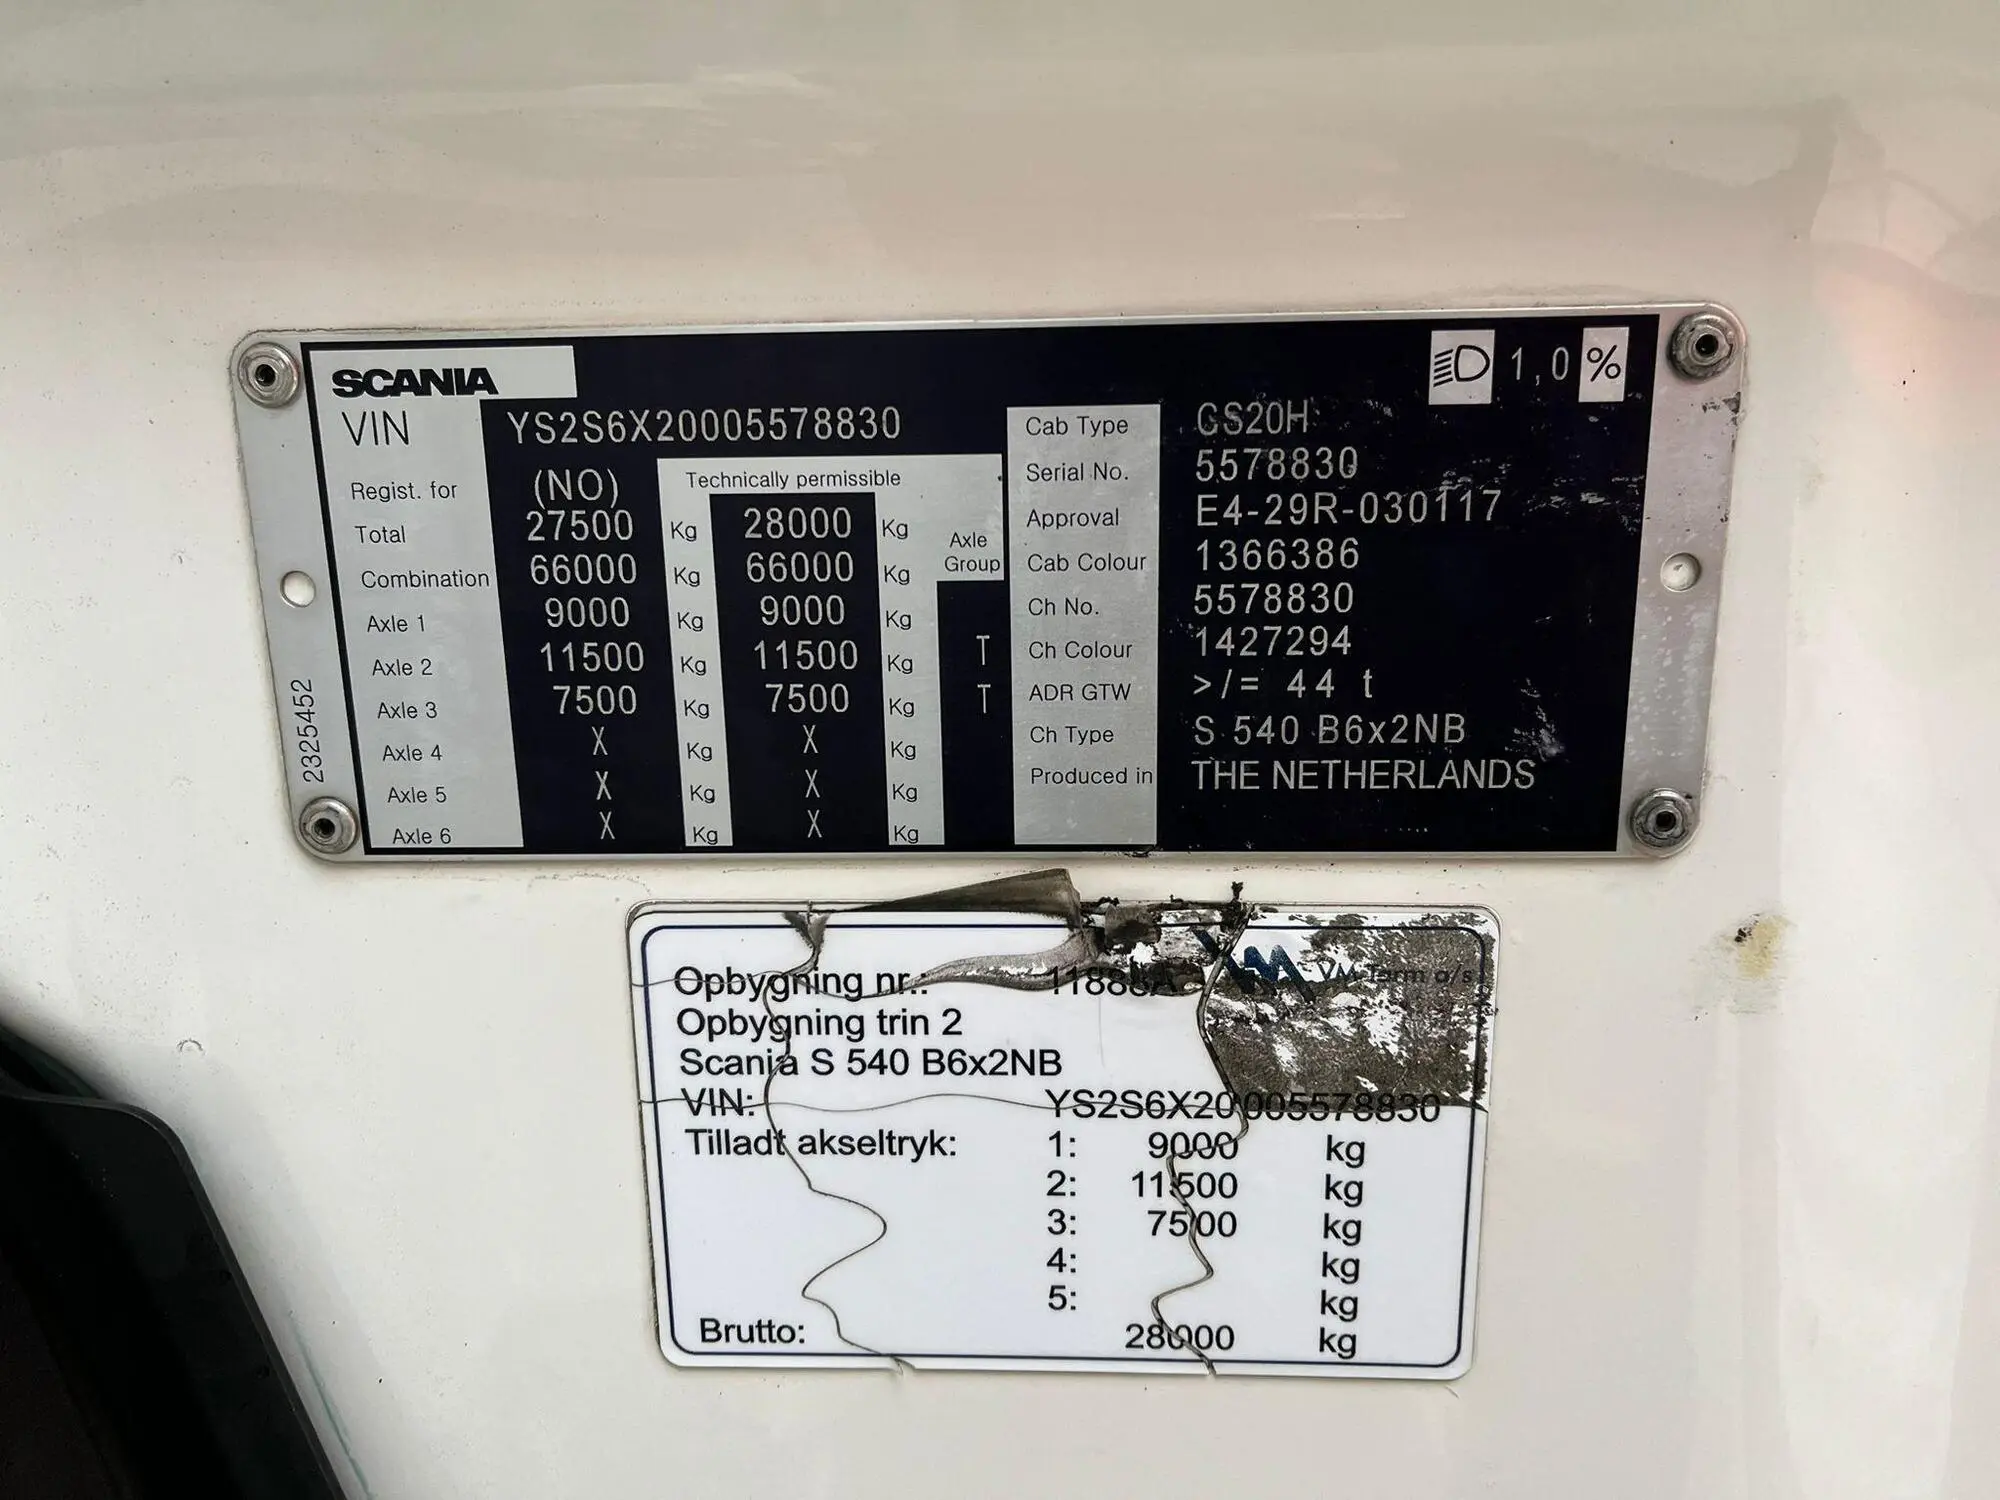 SCANIA
1,0 %
VIN YS2S6X20005578830
Regist. for (NO) Technically permissible
Total 27500 Kg 28000 Kg
Combination 66000 Kg 66000 Kg Axle Group
Axle 1 9000 Kg 9000 Kg
Axle 2 11500 Kg 11500 Kg T
Axle 3 7500 Kg 7500 Kg T
Axle 4 X Kg X Kg
Axle 5 X Kg X Kg
Axle 6 X Kg X Kg
2325452
Cab Type CS20H
Serial No. 5578830
Approval E4-29R-030117
Cab Colour 1366386
Ch No. 5578830
Ch Colour 1427294
ADR GTW >/= 44 t
Ch Type S 540 B6x2NB
Produced in THE NETHERLANDS
VM Tarm a/s
Opbygning nr.: 11888A
Opbygning trin 2
Scania S 540 B6x2NB
VIN: YS2S6X20005578830
Tilladt akseltryk: 1: 9000 kg
2: 11500 kg
3: 7500 kg
4: kg
5: kg
Brutto: 28000 kg